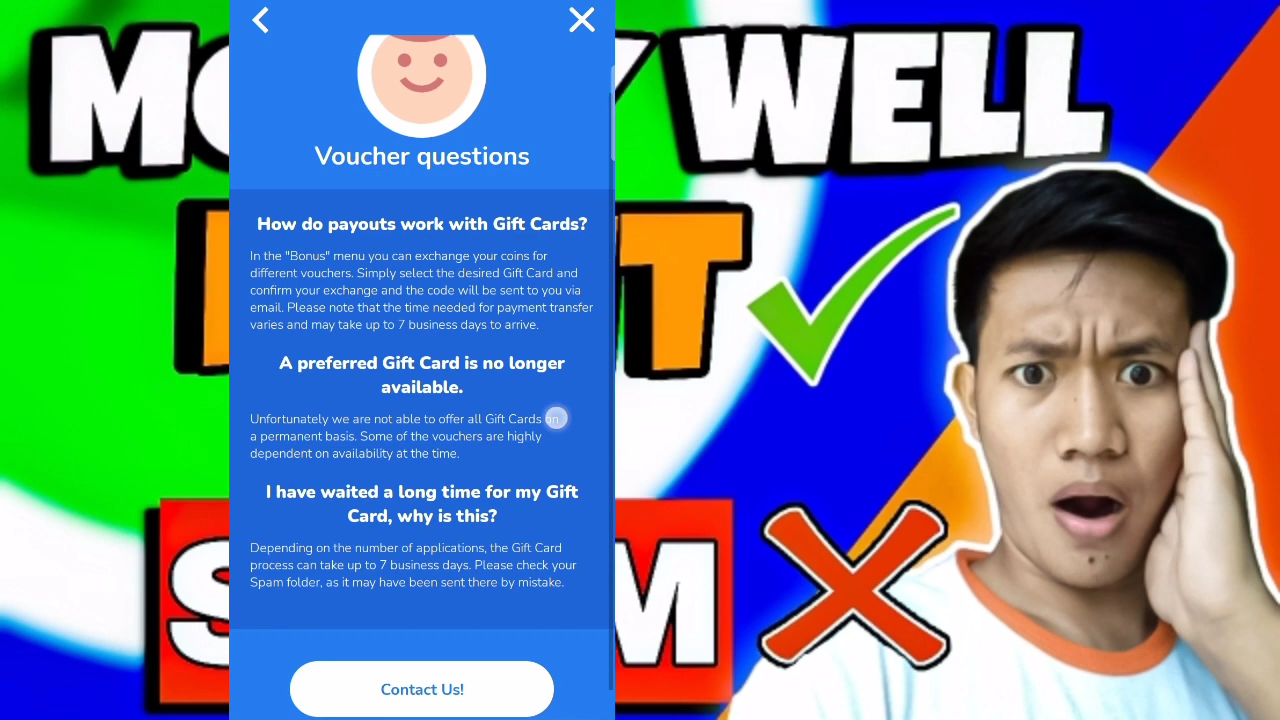 WELL
Voucher questions
How do payouts work with Gift Cards?
In the "Bonus" menu you can exchange your coins for
different vouchers. Simply select the desired Gift Card and
confirm your exchange and the code will be sent to you via
email. Please note that the time needed for payment transfer
varies and may take up to 7 business days to arrive.
A preferred Gift Card is no longer
available.
Unfortunately we are not able to offer all Gift Cards on
a permanent basis. Some of the vouchers are highly
dependent on availability at the time.
I have waited a long time for my Gift
Card, why is this?
Depending on the number of applications, the Gift Card
process can take up to 7 business days. Please check your
Spam folder, as it may have been sent there by mistake.
Contact Us!